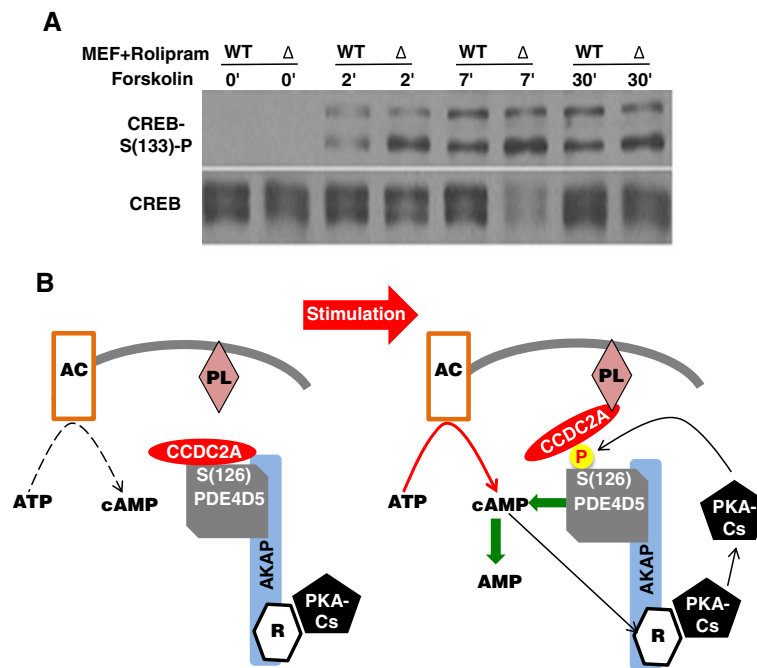 A
MEF+Rolipram WT Δ WT Δ WT Δ WT Δ
Forskolin 0' 0' 2' 2' 7' 7' 30' 30'
CREB-
S(133)-P
CREB
B
Stimulation
AC
PL
CCDC2A
S(126)
PDE4D5
ATP
cAMP
AKAP
R
PKA-
Cs
AC
PL
CCDC2A
P
S(126)
PDE4D5
ATP
cAMP
AMP
AKAP
R
PKA-
Cs
PKA-
Cs